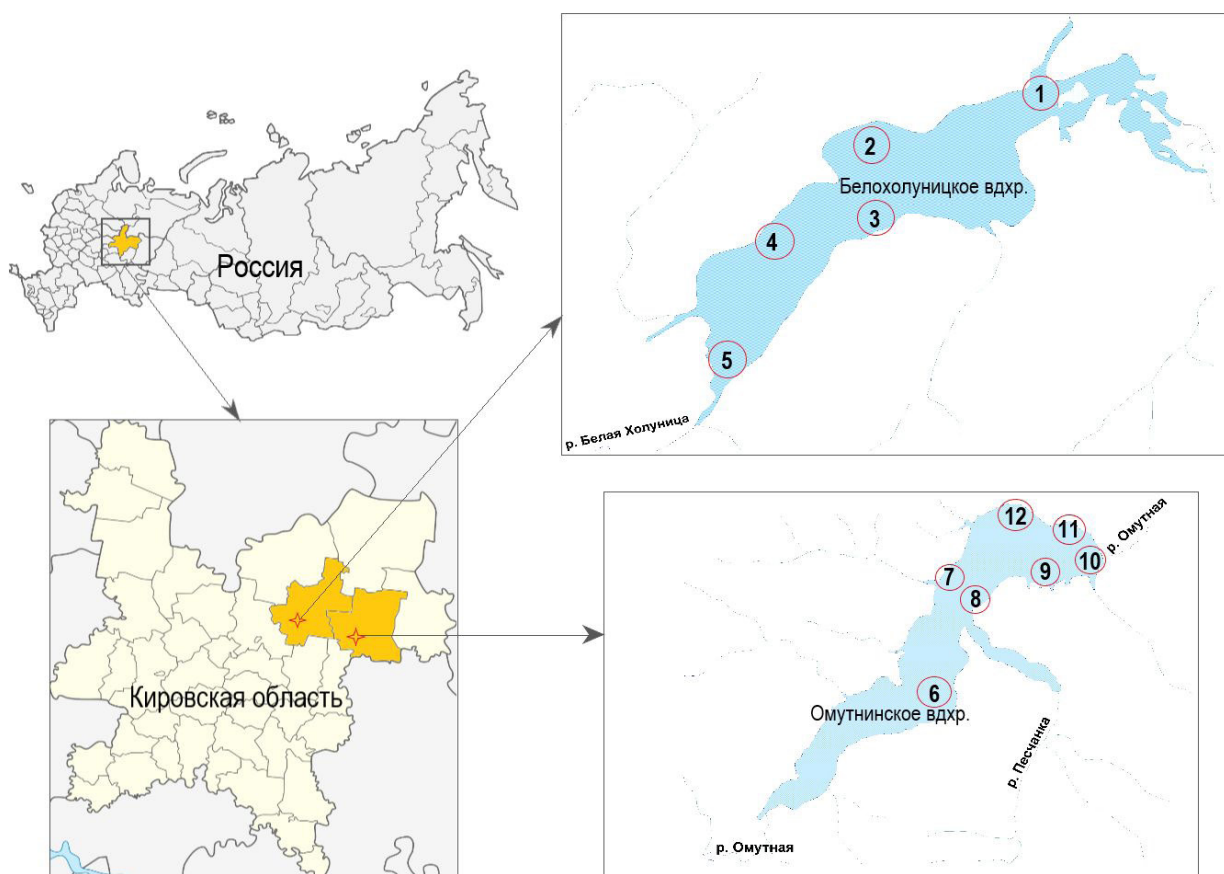 Россия
1
2
Белохолуницкое вдхр.
3
4
5
р. Белая Холуница
Кировская область
12
11
р. Омутная
10
9
7
8
6
Омутнинское вдхр.
р. Песчанка
р. Омутная